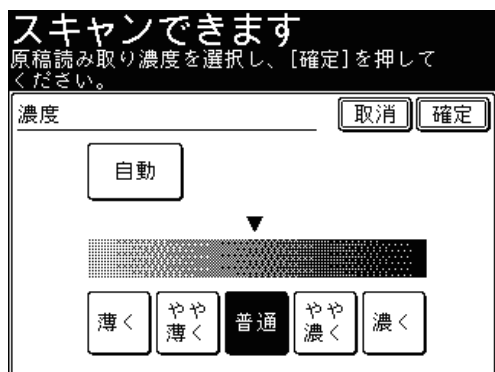 スキャンできます
原稿読み取り濃度を選択し、[確定]を押して
ください。
濃度 取消 確定
自動
薄く やや薄く 普通 やや濃く 濃く